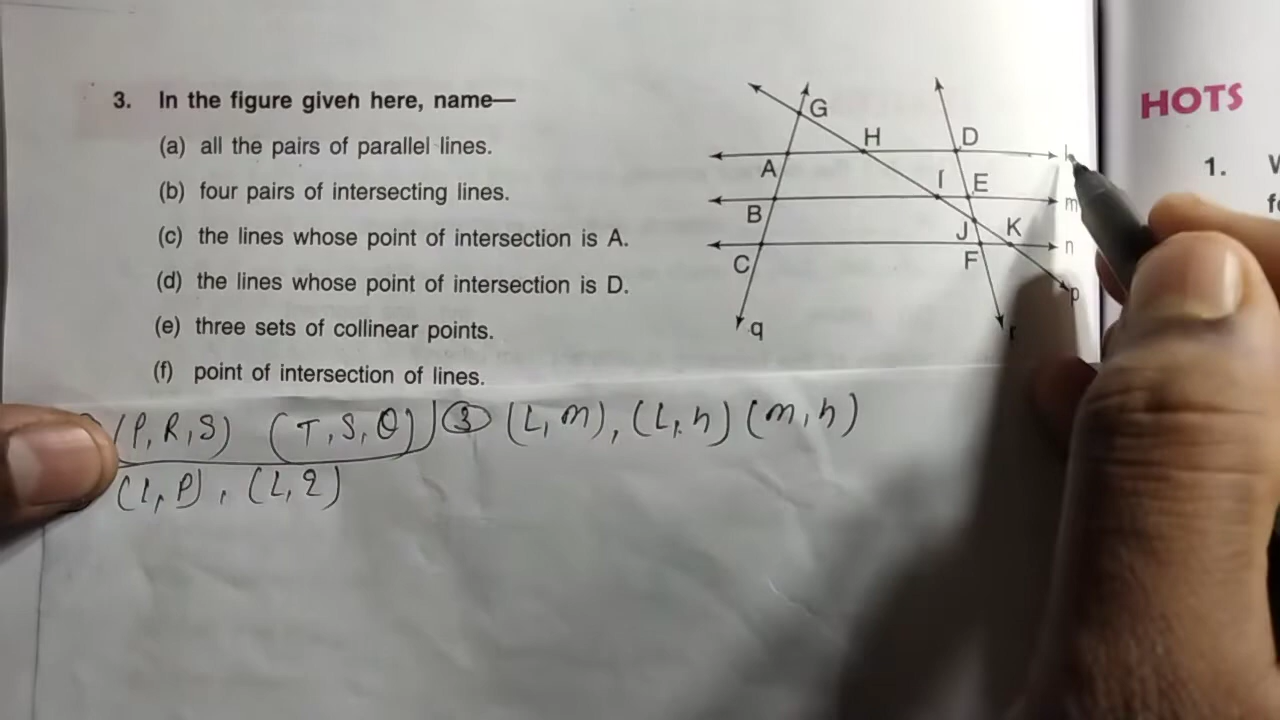 3. In the figure given here, name—
(a) all the pairs of parallel lines.
(b) four pairs of intersecting lines.
(c) the lines whose point of intersection is A.
(d) the lines whose point of intersection is D.
(e) three sets of collinear points.
(f) point of intersection of lines.
G
H
D
l
A
I
E
m
B
J
K
n
C
F
p
q
r
HOTS
1.
(P, R, S) (T, S, Q) 3 (L, m), (L, n) (m, n)
(l, P), (L, q)